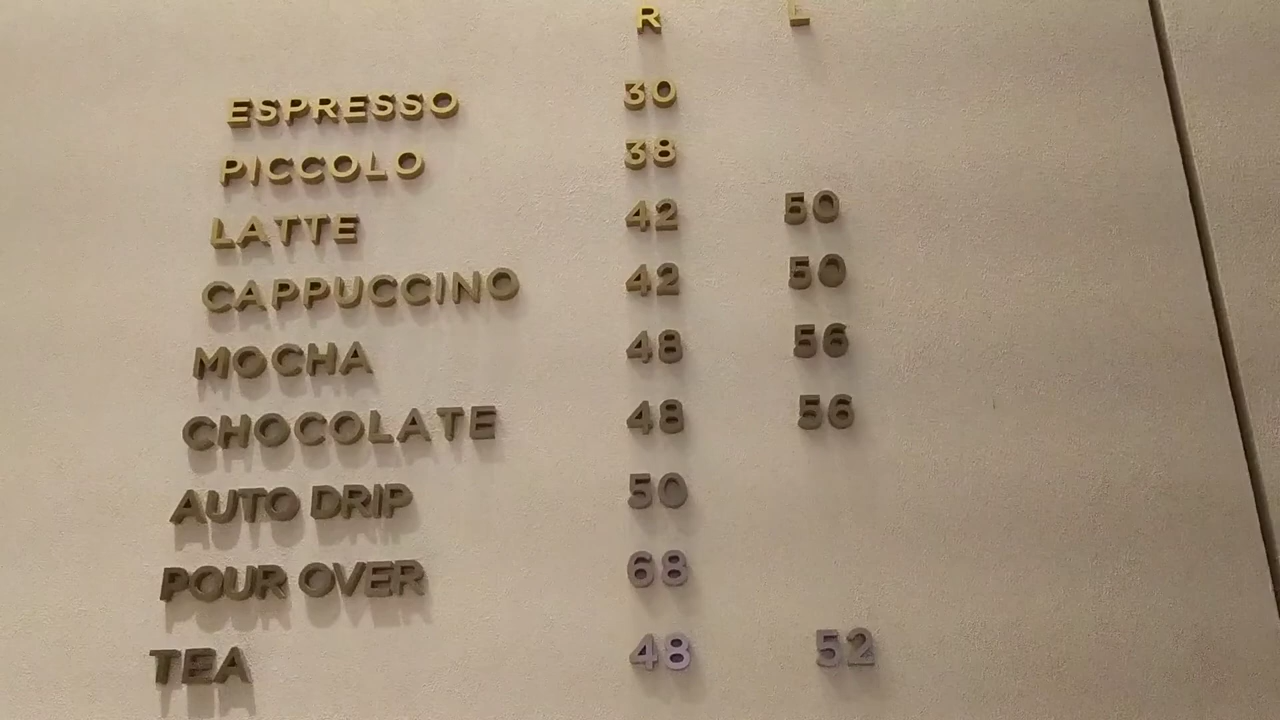 R L
ESPRESSO 30
PICCOLO 38
LATTE 42 50
CAPPUCCINO 42 50
MOCHA 48 56
CHOCOLATE 48 56
AUTO DRIP 50
POUR OVER 68
TEA 48 52